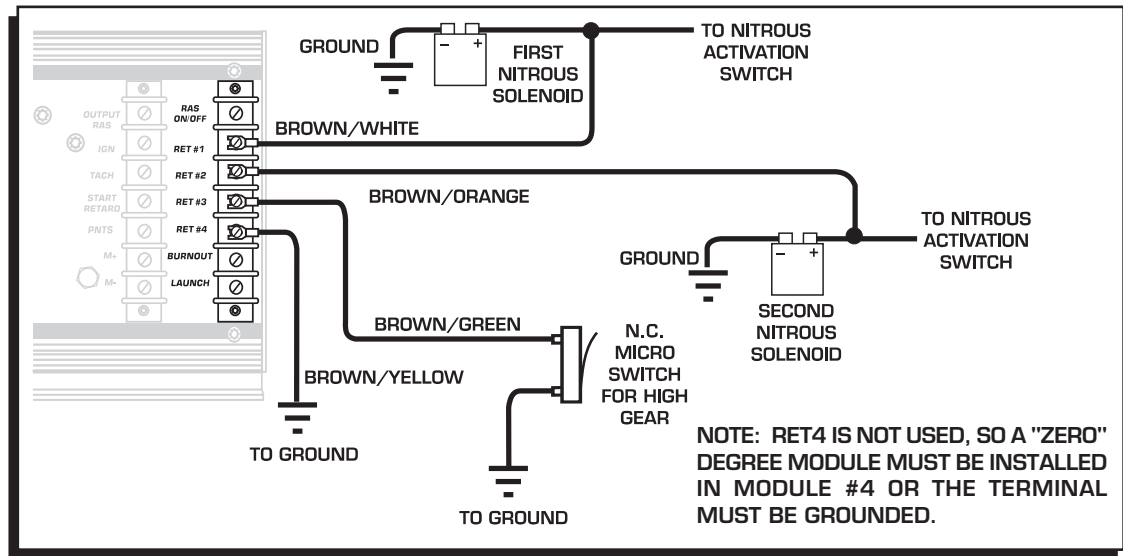 GROUND
FIRST
NITROUS
SOLENOID
TO NITROUS
ACTIVATION
SWITCH
OUTPUT
RAS
IGN
TACH
START
RETARD
PNTS
M+
M-
RAS
ON/OFF
RET #1
RET #2
RET #3
RET #4
BURNOUT
LAUNCH
- +
BROWN/WHITE
BROWN/ORANGE
TO NITROUS
ACTIVATION
SWITCH
GROUND
- +
SECOND
NITROUS
SOLENOID
BROWN/GREEN
N.C.
MICRO
SWITCH
FOR HIGH
GEAR
BROWN/YELLOW
TO GROUND
TO GROUND
NOTE: RET4 IS NOT USED, SO A "ZERO"
DEGREE MODULE MUST BE INSTALLED
IN MODULE #4 OR THE TERMINAL
MUST BE GROUNDED.